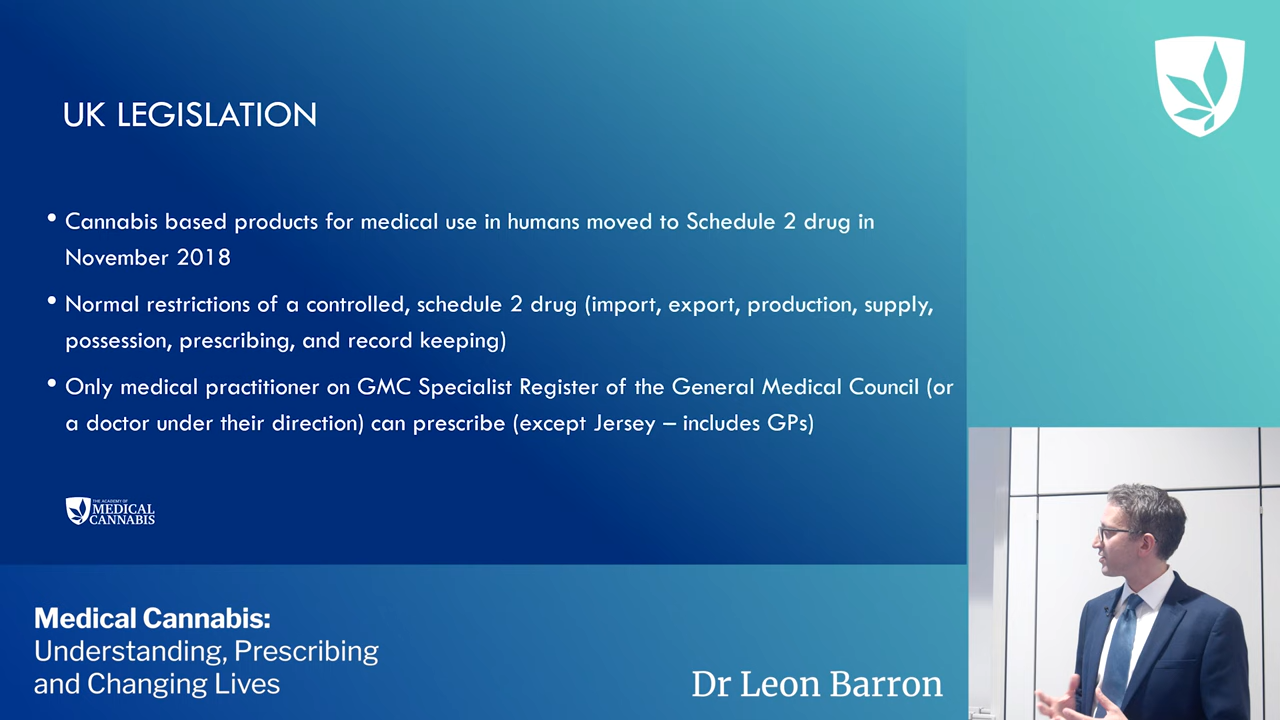 UK LEGISLATION
• Cannabis based products for medical use in humans moved to Schedule 2 drug in
November 2018
• Normal restrictions of a controlled, schedule 2 drug (import, export, production, supply,
possession, prescribing, and record keeping)
• Only medical practitioner on GMC Specialist Register of the General Medical Council (or
a doctor under their direction) can prescribe (except Jersey – includes GPs)
THE ACADEMY OF
MEDICAL
CANNABIS
Medical Cannabis:
Understanding, Prescribing
and Changing Lives
Dr Leon Barron